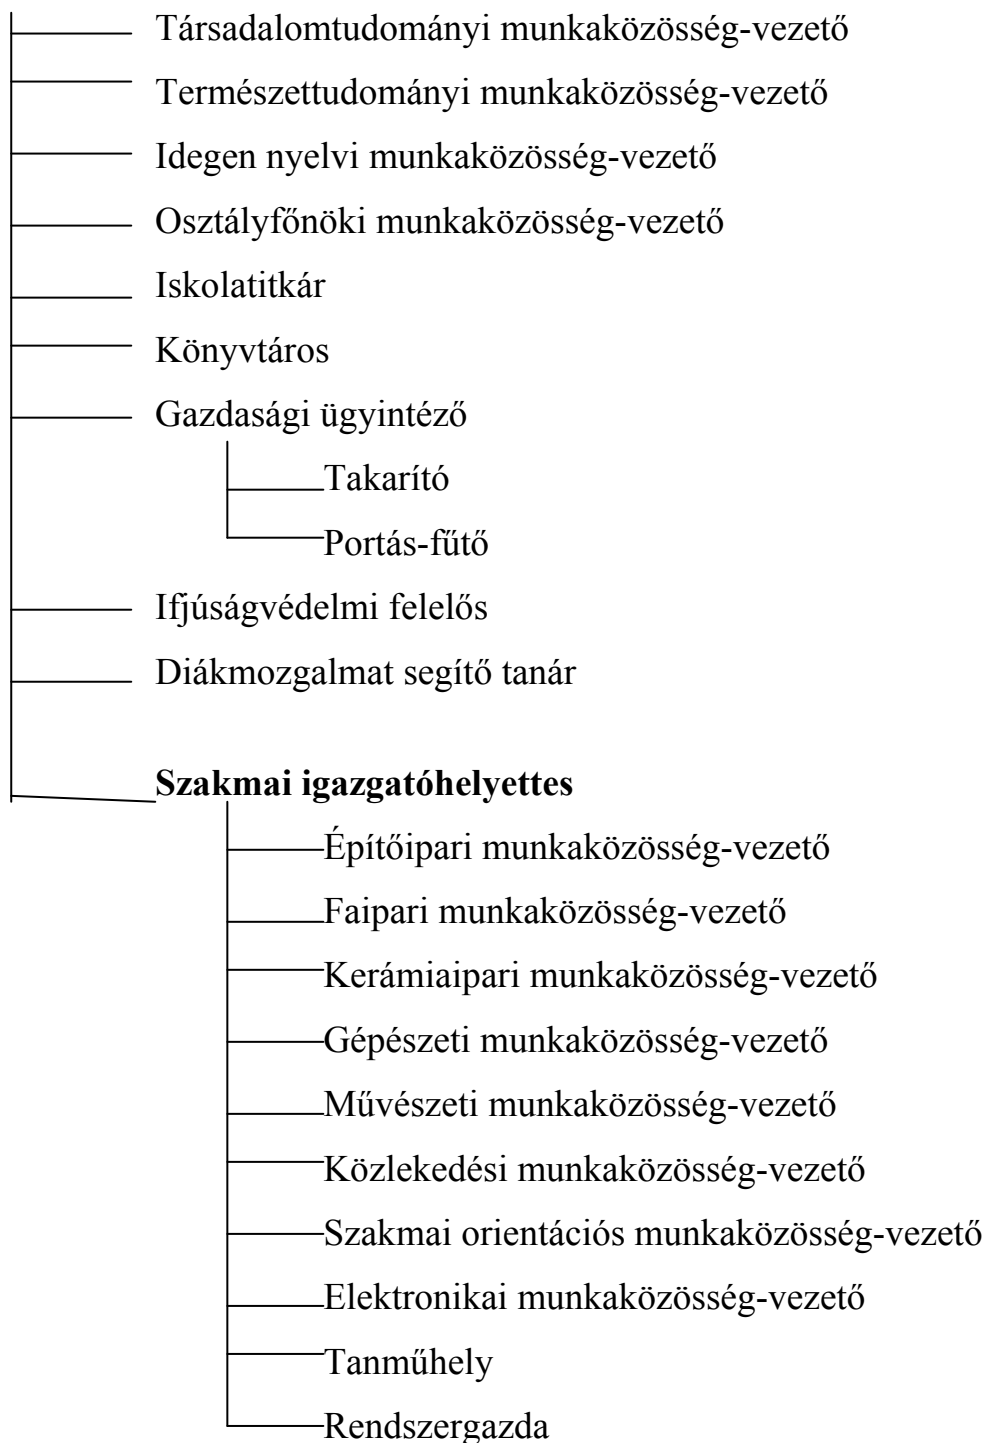 Társadalomtudományi munkaközösség-vezető
Természettudományi munkaközösség-vezető
Idegen nyelvi munkaközösség-vezető
Osztályfőnöki munkaközösség-vezető
Iskolatitkár
Könyvtáros
Gazdasági ügyintéző
Takarító
Portás-fűtő
Ifjúságvédelmi felelős
Diákmozgalmat segítő tanár
Szakmai igazgatóhelyettes
Építőipari munkaközösség-vezető
Faipari munkaközösség-vezető
Kerámiaipari munkaközösség-vezető
Gépészeti munkaközösség-vezető
Művészeti munkaközösség-vezető
Közlekedési munkaközösség-vezető
Szakmai orientációs munkaközösség-vezető
Elektronikai munkaközösség-vezető
Tanműhely
Rendszergazda